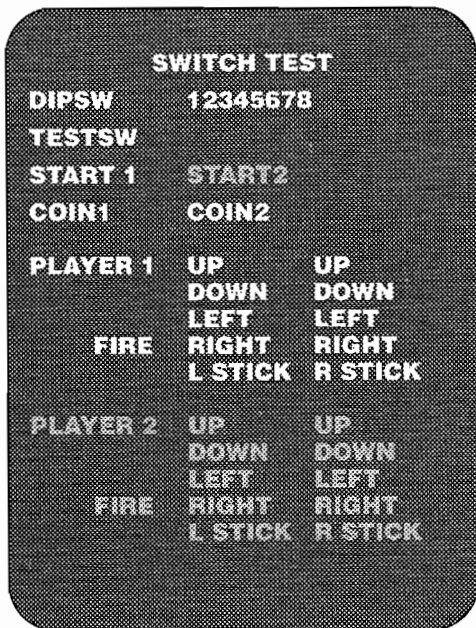 SWITCH TEST
DIPSW 12345678
TESTSW
START 1 START2
COIN1 COIN2
PLAYER 1 UP UP
DOWN DOWN
LEFT LEFT
FIRE RIGHT RIGHT
L STICK R STICK
PLAYER 2 UP UP
DOWN DOWN
LEFT LEFT
FIRE RIGHT RIGHT
L STICK R STICK